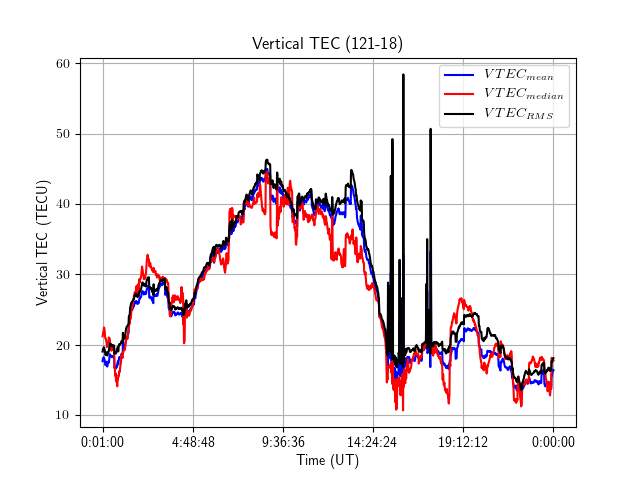 Vertical TEC (121-18)
VTEC_mean
VTEC_median
VTEC_RMS
60
50
40
30
20
10
Vertical TEC (TECU)
0:01:00 4:48:48 9:36:36 14:24:24 19:12:12 0:00:00
Time (UT)